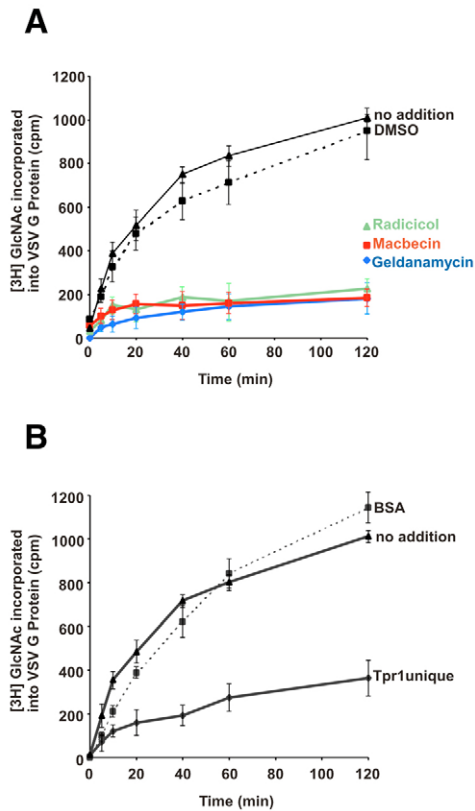 A
[3H] GlcNAc incorporated
into VSV G Protein (cpm)
1200
1000
800
600
400
200
0
no addition
DMSO
Radicicol
Macbecin
Geldanamycin
0 20 40 60 80 100 120
Time (min)
B
[3H] GlcNAc incorporated
into VSV G Protein (cpm)
1200
1000
800
600
400
200
0
BSA
no addition
Tpr1unique
0 20 40 60 80 100 120
Time (min)